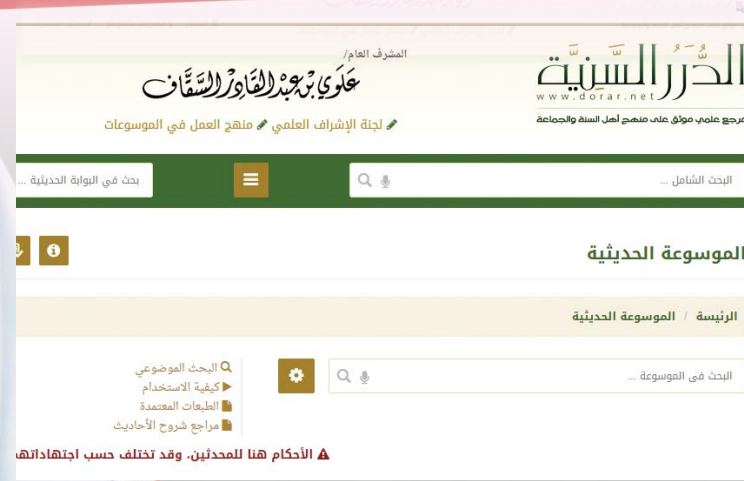 الدُّرَرُ السَّنِيَّة
www.dorar.net
مرجع علمي موثق على منهج أهل السنة والجماعة
المشرف العام/
عَلَوي بن عبد القادر السَّقَّاف
لجنة الإشراف العلمي منهج العمل في الموسوعات
البحث الشامل ...
بحث في البوابة الحديثية ...
الموسوعة الحديثية
الرئيسة / الموسوعة الحديثية
البحث في الموسوعة ...
البحث الموضوعي
كيفية الاستخدام
الطبعات المعتمدة
مراجع شروح الأحاديث
الأحكام هنا للمحدثين، وقد تختلف حسب اجتهاداتهم